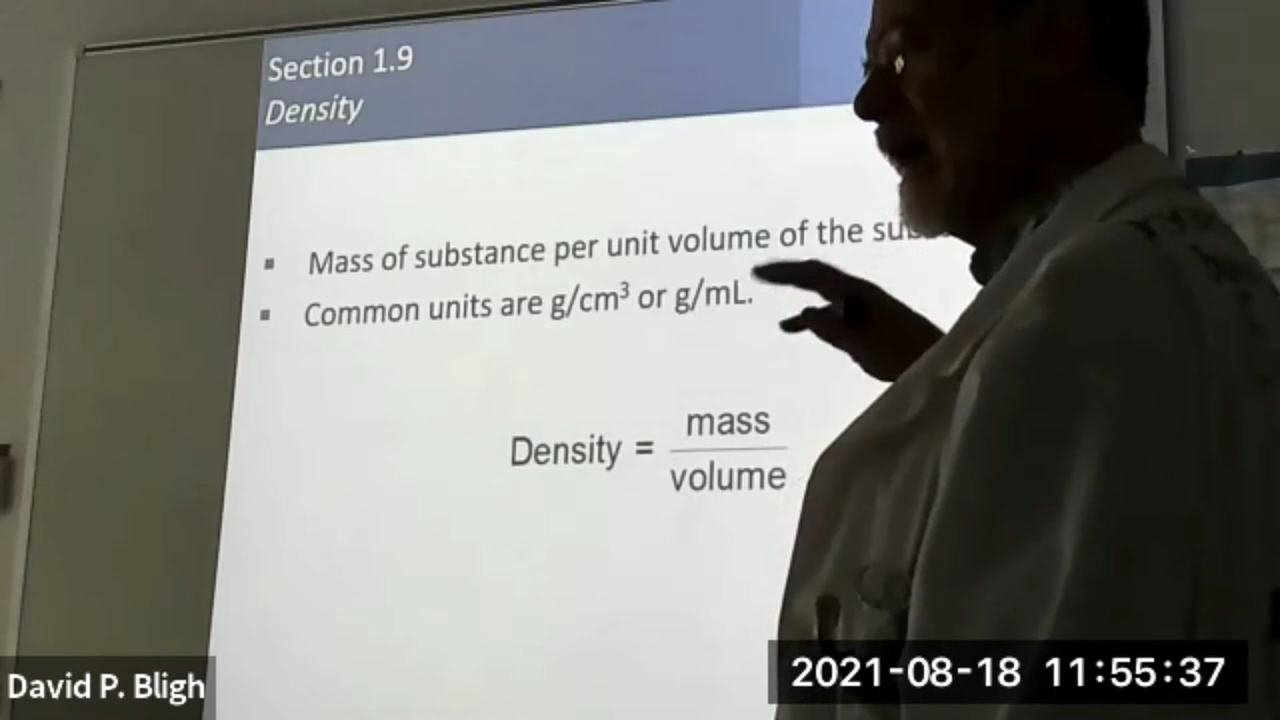 Section 1.9
Density
▪ Mass of substance per unit volume of the
▪ Common units are g/cm³ or g/mL.
Density = mass
volume
David P. Bligh
2021-08-18 11:55:37